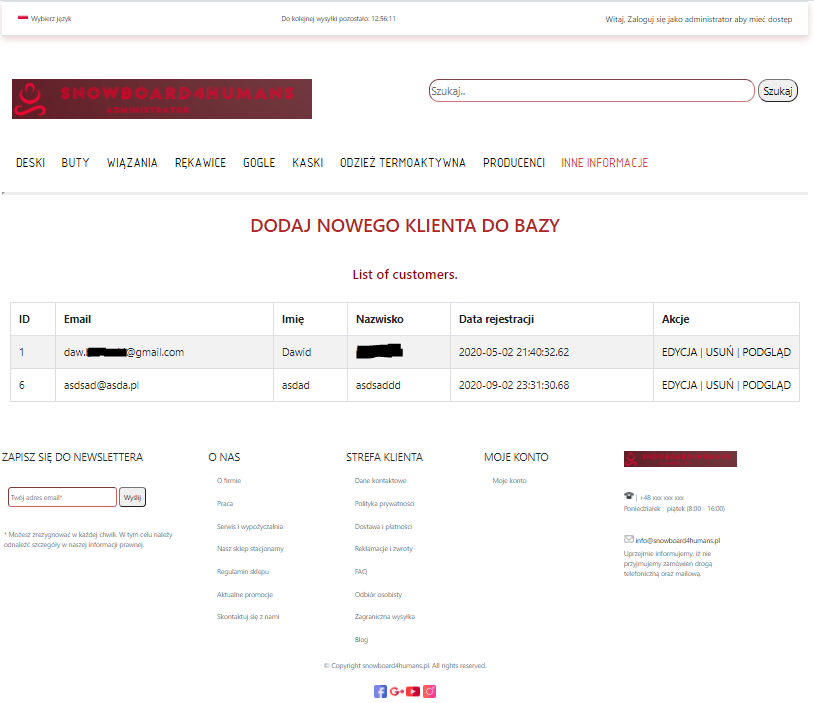 Wybierz język
Do kolejnej wysyłki pozostało: 12:56:11
Witaj, Zaloguj się jako administrator aby mieć dostęp
SNOWBOARD4HUMANS
ADMINISTRATOR
Szukaj..
Szukaj
DESKI BUTY WIĄZANIA RĘKAWICE GOGLE KASKI ODZIEŻ TERMOAKTYWNA PRODUCENCI INNE INFORMACJE
DODAJ NOWEGO KLIENTA DO BAZY
List of customers.
ID Email Imię Nazwisko Data rejestracji Akcje
1 daw. @gmail.com Dawid 2020-05-02 21:40:32.62 EDYCJA | USUŃ | PODGLĄD
6 asdsad@asda.pl asdad asdsaddd 2020-09-02 23:31:30.68 EDYCJA | USUŃ | PODGLĄD
ZAPISZ SIĘ DO NEWSLETTERA
Twój adres email*
Wyślij
* Możesz zrezygnować w każdej chwili. W tym celu należy
odnaleźć szczegóły w naszej informacji prawnej.
O NAS
O firmie
Praca
Serwis i wypożyczalnia
Nasz sklep stacjonarny
Regulamin sklepu
Aktualne promocje
Skontaktuj się z nami
STREFA KLIENTA
Dane kontaktowe
Polityka prywatności
Dostawa i płatności
Reklamacje i zwroty
FAQ
Odbiór osobisty
Zagraniczna wysyłka
Blog
MOJE KONTO
Moje konto
SNOWBOARD4HUMANS
| +48 xxx xxx xxx
Poniedziałek - piątek (8:00 - 16:00)
info@snowboard4humans.pl
Uprzejmie informujemy, iż nie
przyjmujemy zamówień drogą
telefoniczną oraz mailową.
© Copyright snowboard4humans.pl. All rights reserved.